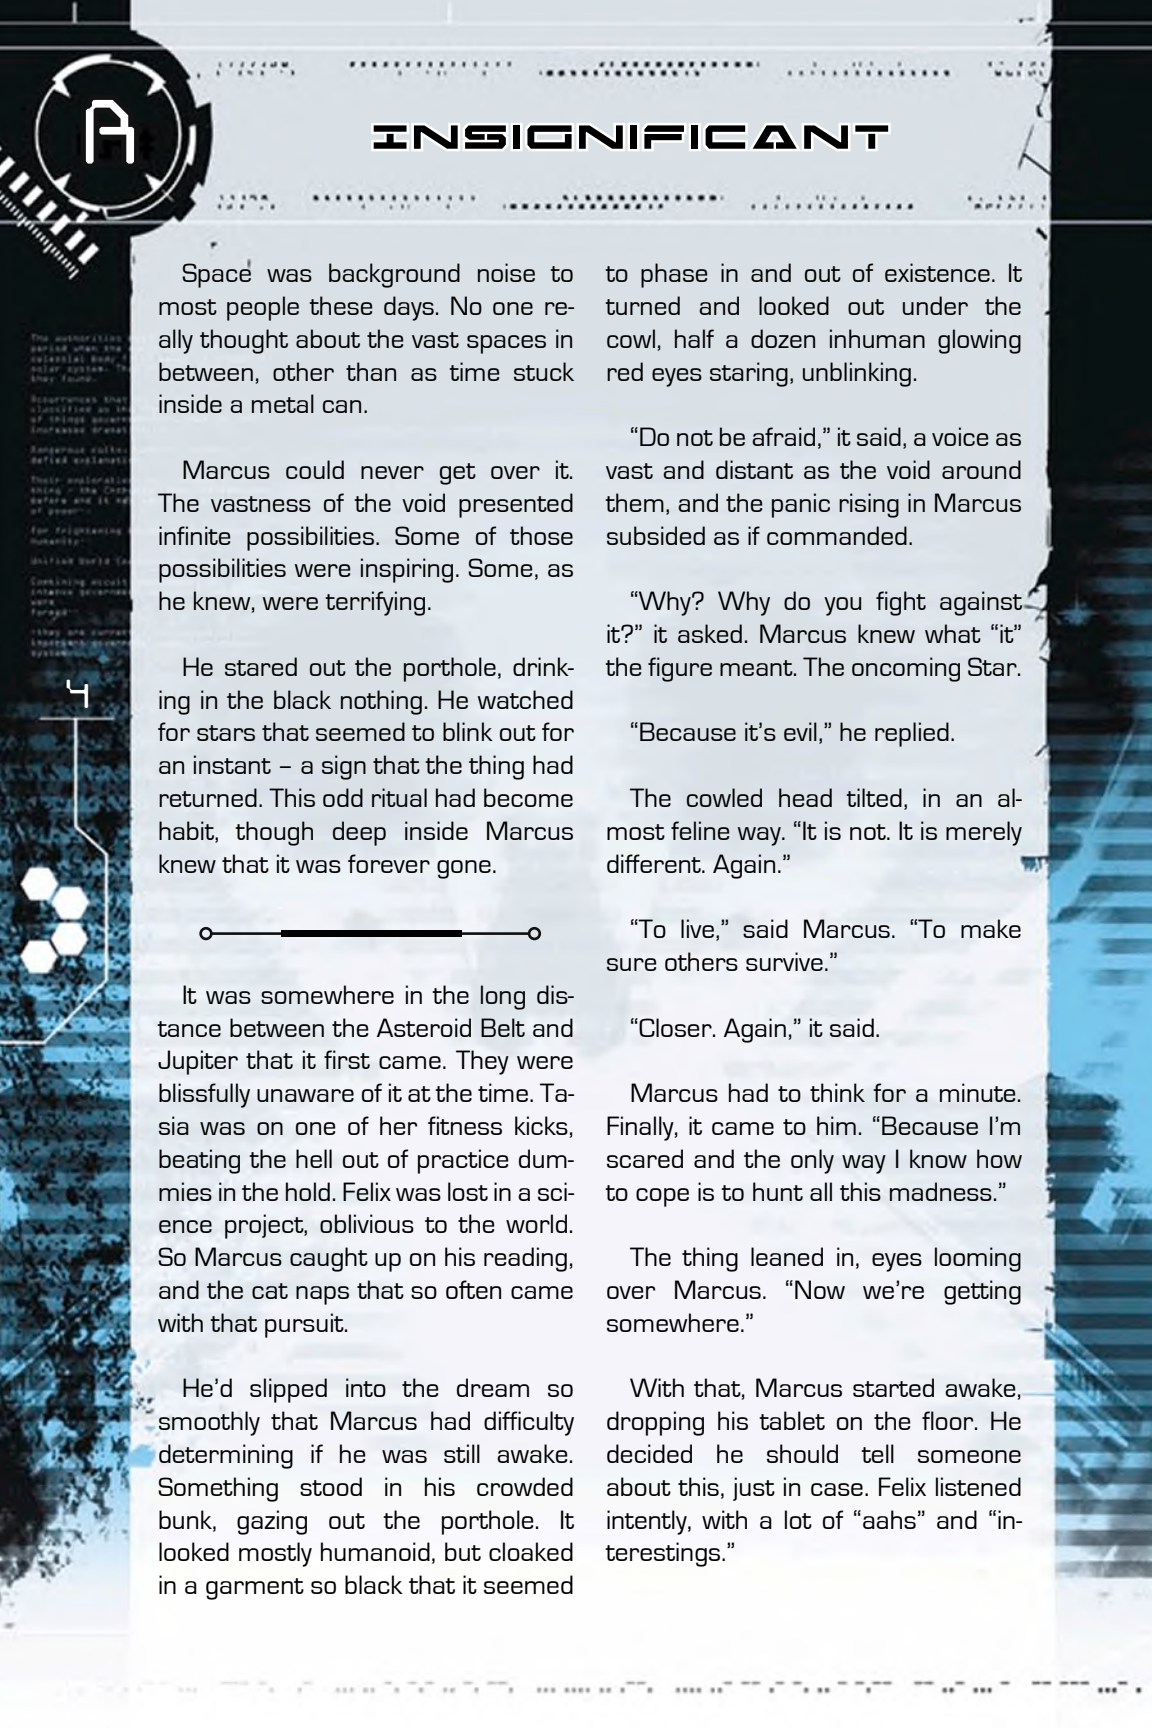 A
INSIGNIFICANT
Space was background noise to
most people these days. No one re-
ally thought about the vast spaces in
between, other than as time stuck
inside a metal can.
Marcus could never get over it.
The vastness of the void presented
infinite possibilities. Some of those
possibilities were inspiring. Some, as
he knew, were terrifying.
He stared out the porthole, drink-
ing in the black nothing. He watched
for stars that seemed to blink out for
an instant – a sign that the thing had
returned. This odd ritual had become
habit, though deep inside Marcus
knew that it was forever gone.
It was somewhere in the long dis-
tance between the Asteroid Belt and
Jupiter that it first came. They were
blissfully unaware of it at the time. Ta-
sia was on one of her fitness kicks,
beating the hell out of practice dum-
mies in the hold. Felix was lost in a sci-
ence project, oblivious to the world.
So Marcus caught up on his reading,
and the cat naps that so often came
with that pursuit.
He’d slipped into the dream so
smoothly that Marcus had difficulty
determining if he was still awake.
Something stood in his crowded
bunk, gazing out the porthole. It
looked mostly humanoid, but cloaked
in a garment so black that it seemed
to phase in and out of existence. It
turned and looked out under the
cowl, half a dozen inhuman glowing
red eyes staring, unblinking.
“Do not be afraid,” it said, a voice as
vast and distant as the void around
them, and the panic rising in Marcus
subsided as if commanded.
“Why? Why do you fight against
it?” it asked. Marcus knew what “it”
the figure meant. The oncoming Star.
“Because it’s evil,” he replied.
The cowled head tilted, in an al-
most feline way. “It is not. It is merely
different. Again.”
“To live,” said Marcus. “To make
sure others survive.”
“Closer. Again,” it said.
Marcus had to think for a minute.
Finally, it came to him. “Because I’m
scared and the only way I know how
to cope is to hunt all this madness.”
The thing leaned in, eyes looming
over Marcus. “Now we’re getting
somewhere.”
With that, Marcus started awake,
dropping his tablet on the floor. He
decided he should tell someone
about this, just in case. Felix listened
intently, with a lot of “aahs” and “in-
terestings.”
4